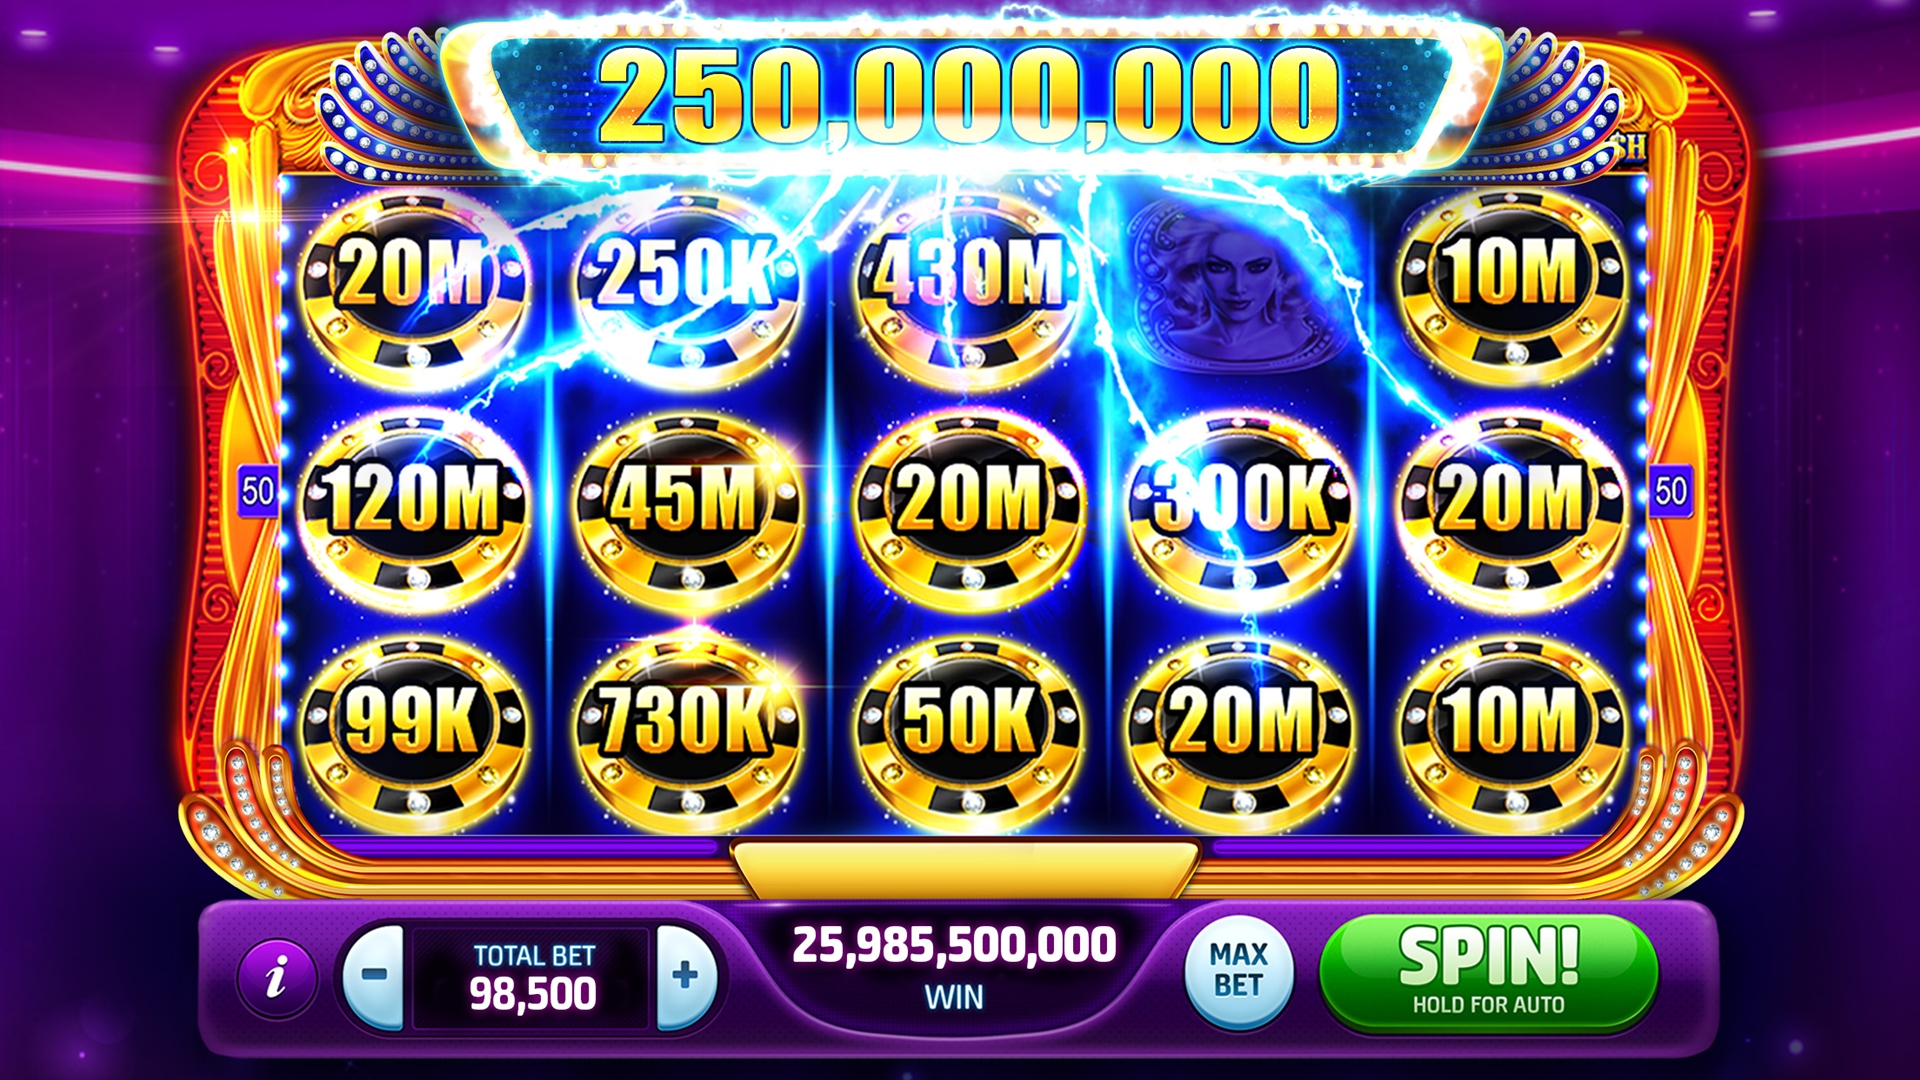 250,000,000
20M 250K 430M 10M
120M 45M 20M 300K 20M
50 50
99K 730K 50K 20M 10M
i
- TOTAL BET +
98,500
25,985,500,000
WIN
MAX
BET
SPIN!
HOLD FOR AUTO